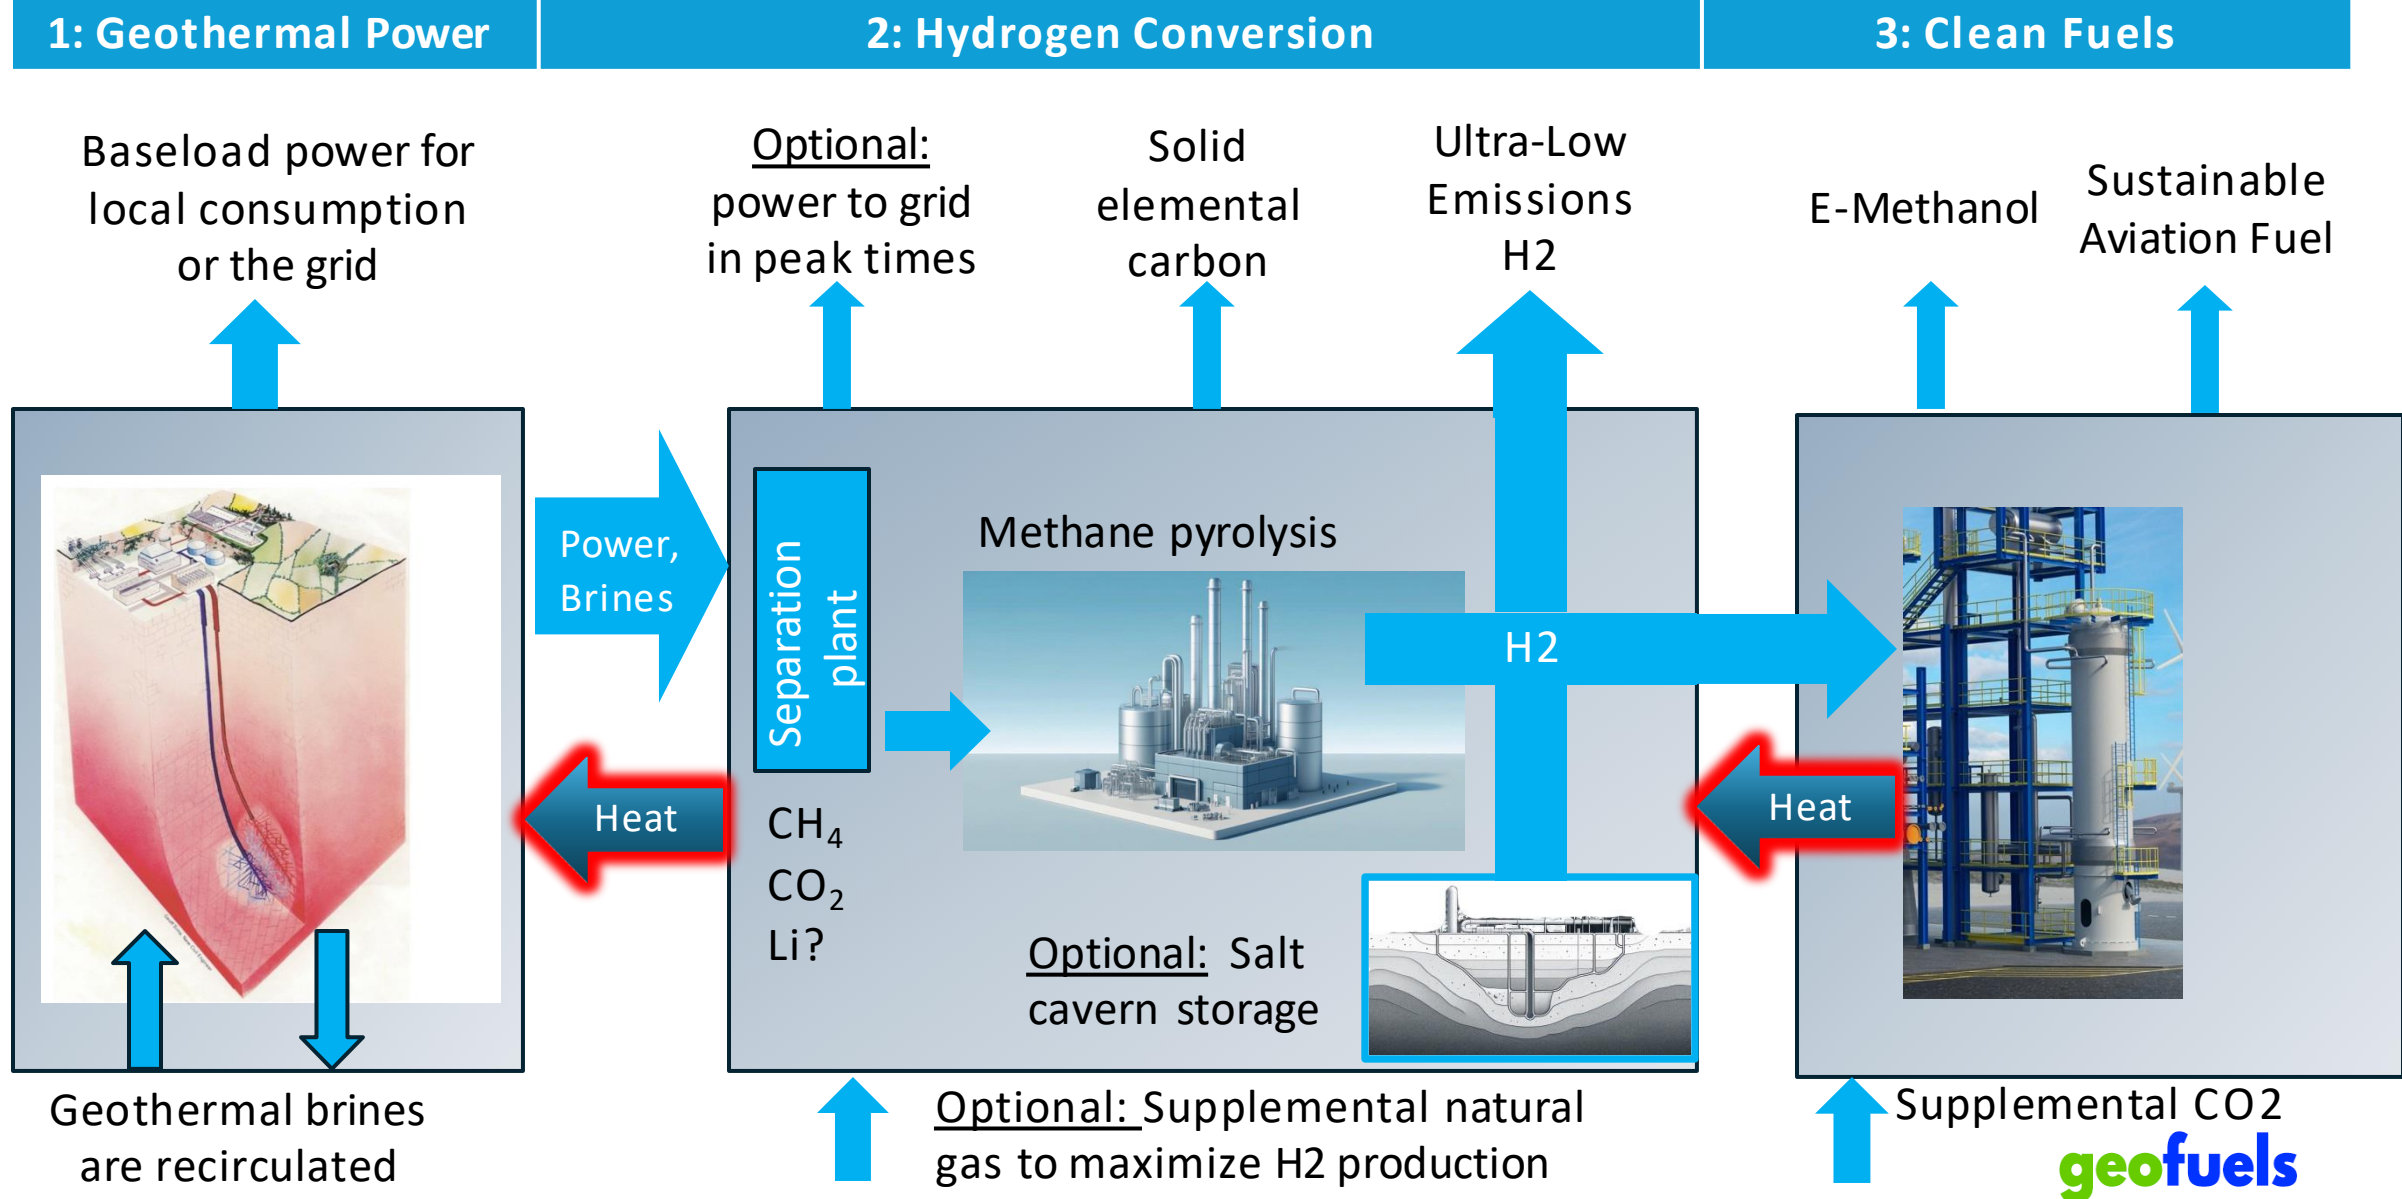 1: Geothermal Power
2: Hydrogen Conversion
3: Clean Fuels
Baseload power for
local consumption
or the grid
Optional:
power to grid
in peak times
Solid
elemental
carbon
Ultra-Low
Emissions
H2
E-Methanol
Sustainable
Aviation Fuel
Power,
Brines
Separation
plant
Methane pyrolysis
H2
Heat
Heat
CH₄
CO₂
Li?
Optional: Salt
cavern storage
Geothermal brines
are recirculated
Optional: Supplemental natural
gas to maximize H2 production
Supplemental CO2
geofuels